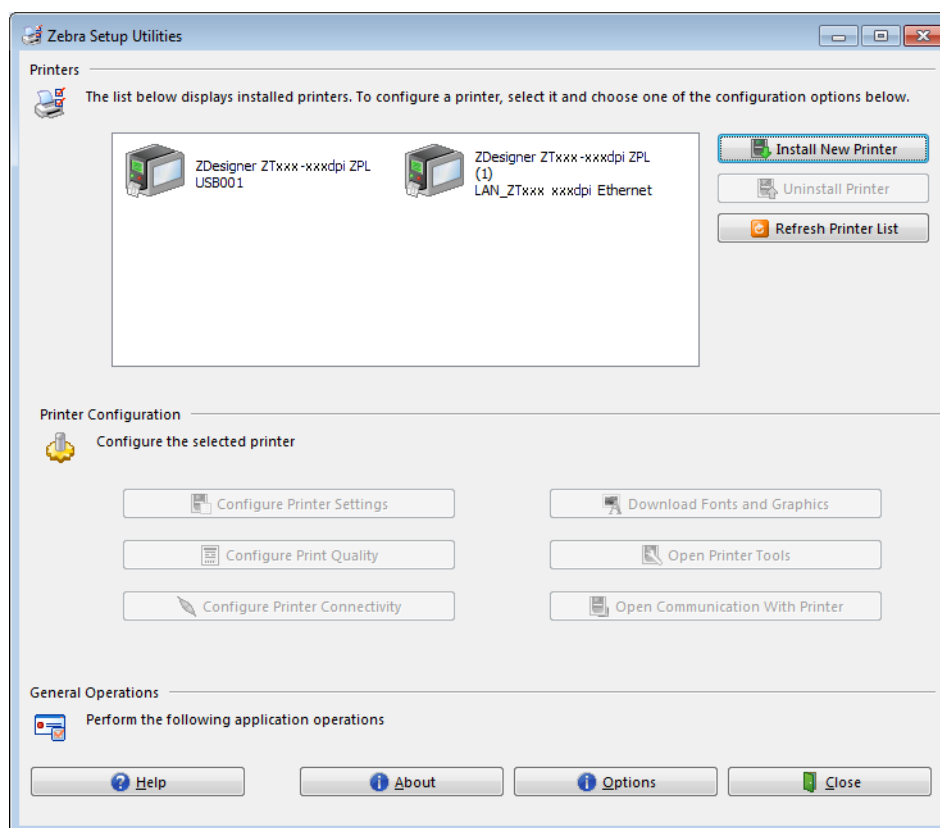 Zebra Setup Utilities
Printers
The list below displays installed printers. To configure a printer, select it and choose one of the configuration options below.
ZDesigner ZTxxx-xxxdpi ZPL
USB001
ZDesigner ZTxxx-xxxdpi ZPL
(1)
LAN_ZTxxx xxxdpi Ethernet
Install New Printer
Uninstall Printer
Refresh Printer List
Printer Configuration
Configure the selected printer
Configure Printer Settings
Download Fonts and Graphics
Configure Print Quality
Open Printer Tools
Configure Printer Connectivity
Open Communication With Printer
General Operations
Perform the following application operations
Help
About
Options
Close